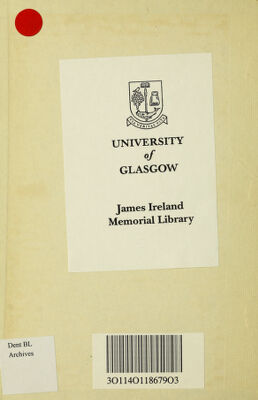 UNIVERSITY
of
GLASGOW
James Ireland
Memorial Library
Dent BL
Archives
30114011867903